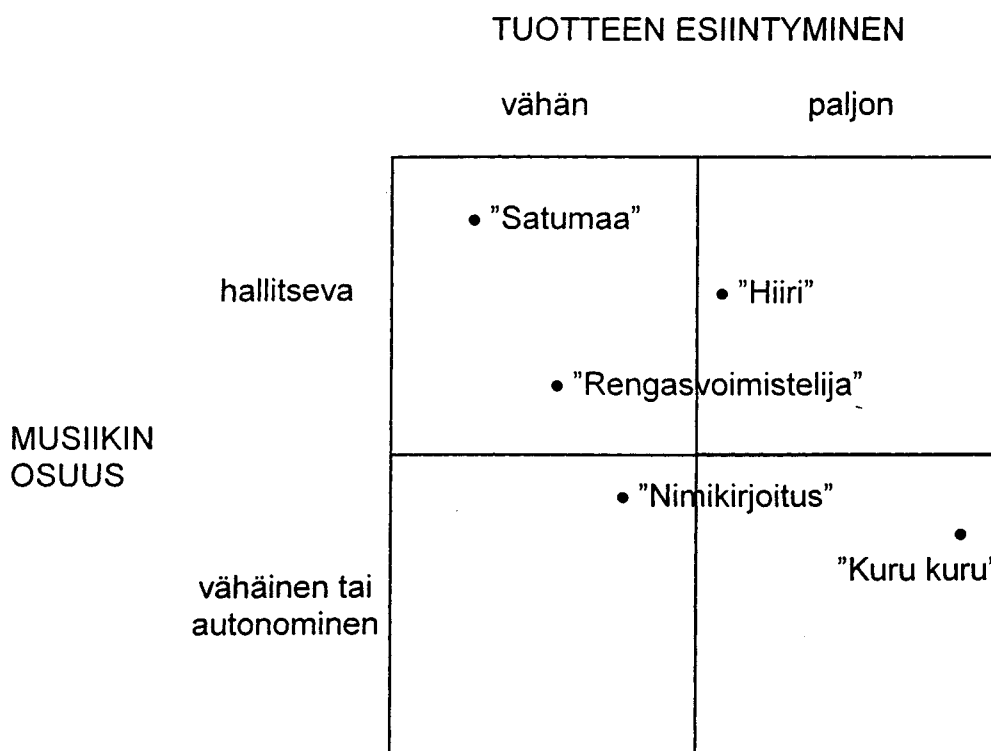 TUOTTEEN ESIINTYMINEN
vähän paljon
• ”Satumaa”
hallitseva
• ”Hiiri”
• ”Rengasvoimistelija”
MUSIIKIN
OSUUS
• ”Nimikirjoitus”
”Kuru kuru”
vähäinen tai
autonominen